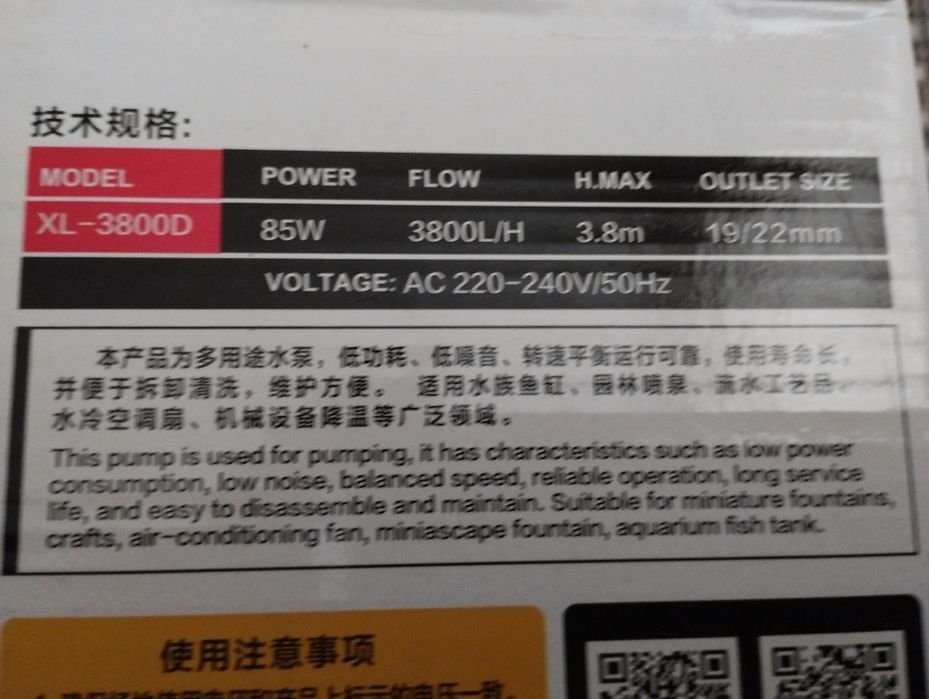 技术规格:
MODEL POWER FLOW H.MAX OUTLET SIZE
XL-3800D 85W 3800L/H 3.8m 19/22mm
VOLTAGE: AC 220-240V/50Hz
本产品为多用途水泵，低功耗、低噪音、转速平衡运行可靠，使用寿命长，
并便于拆卸清洗，维护方便。 适用水族鱼缸、园林喷泉、流水工艺品、
水冷空调扇、机械设备降温等广泛领域。
This pump is used for pumping, it has characteristics such as low power
consumption, low noise, balanced speed, reliable operation, long service
life, and easy to disassemble and maintain. Suitable for miniature fountains,
crafts, air-conditioning fan, miniascape fountain, aquarium fish tank.
使用注意事项